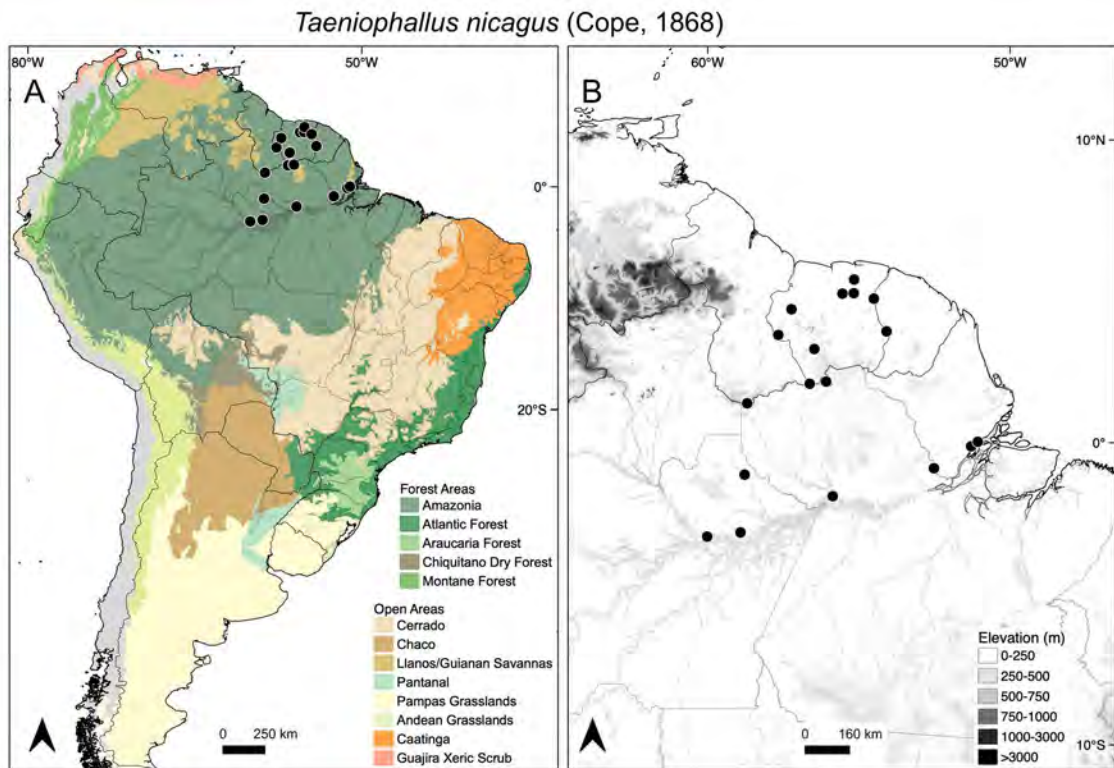 Taeniophallus nicagus (Cope, 1868)
80°W
50°W
A
0°
20°S
Forest Areas
Amazonia
Atlantic Forest
Araucaria Forest
Chiquitano Dry Forest
Montane Forest
Open Areas
Cerrado
Chaco
Llanos/Guianan Savannas
Pantanal
Pampas Grasslands
Andean Grasslands
Caatinga
Guajira Xeric Scrub
0 250 km
60°W
50°W
B
10°N
0°
10°S
Elevation (m)
0-250
250-500
500-750
750-1000
1000-3000
>3000
0 160 km